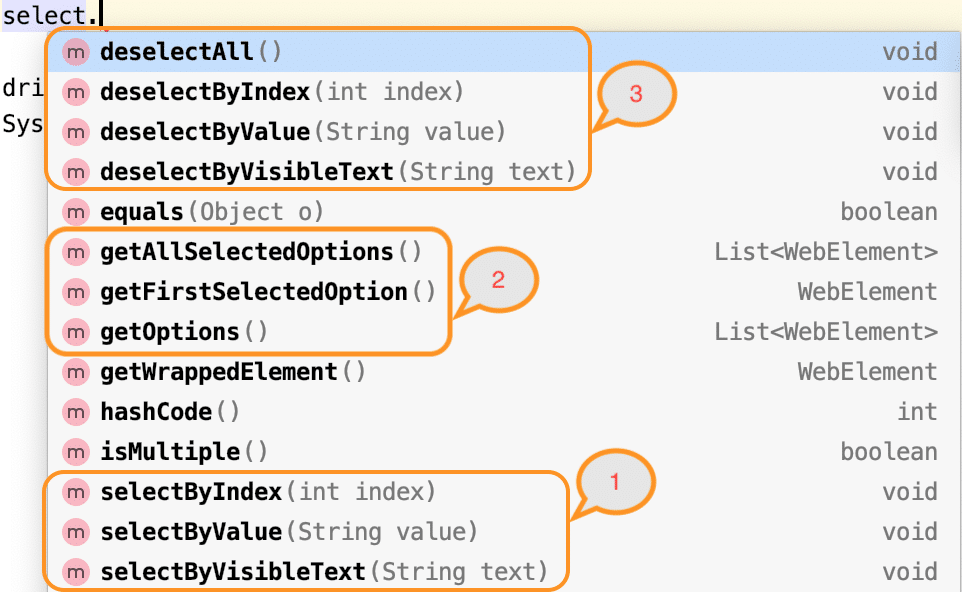 select.
m deselectAll() void
dri m deselectByIndex(int index) void 3
Sys m deselectByValue(String value) void
m deselectByVisibleText(String text) void
m equals(Object o) boolean
m getAllSelectedOptions() List<WebElement>
m getFirstSelectedOption() WebElement 2
m getOptions() List<WebElement>
m getWrappedElement() WebElement
m hashCode() int
m isMultiple() boolean
m selectByIndex(int index) void 1
m selectByValue(String value) void
m selectByVisibleText(String text) void